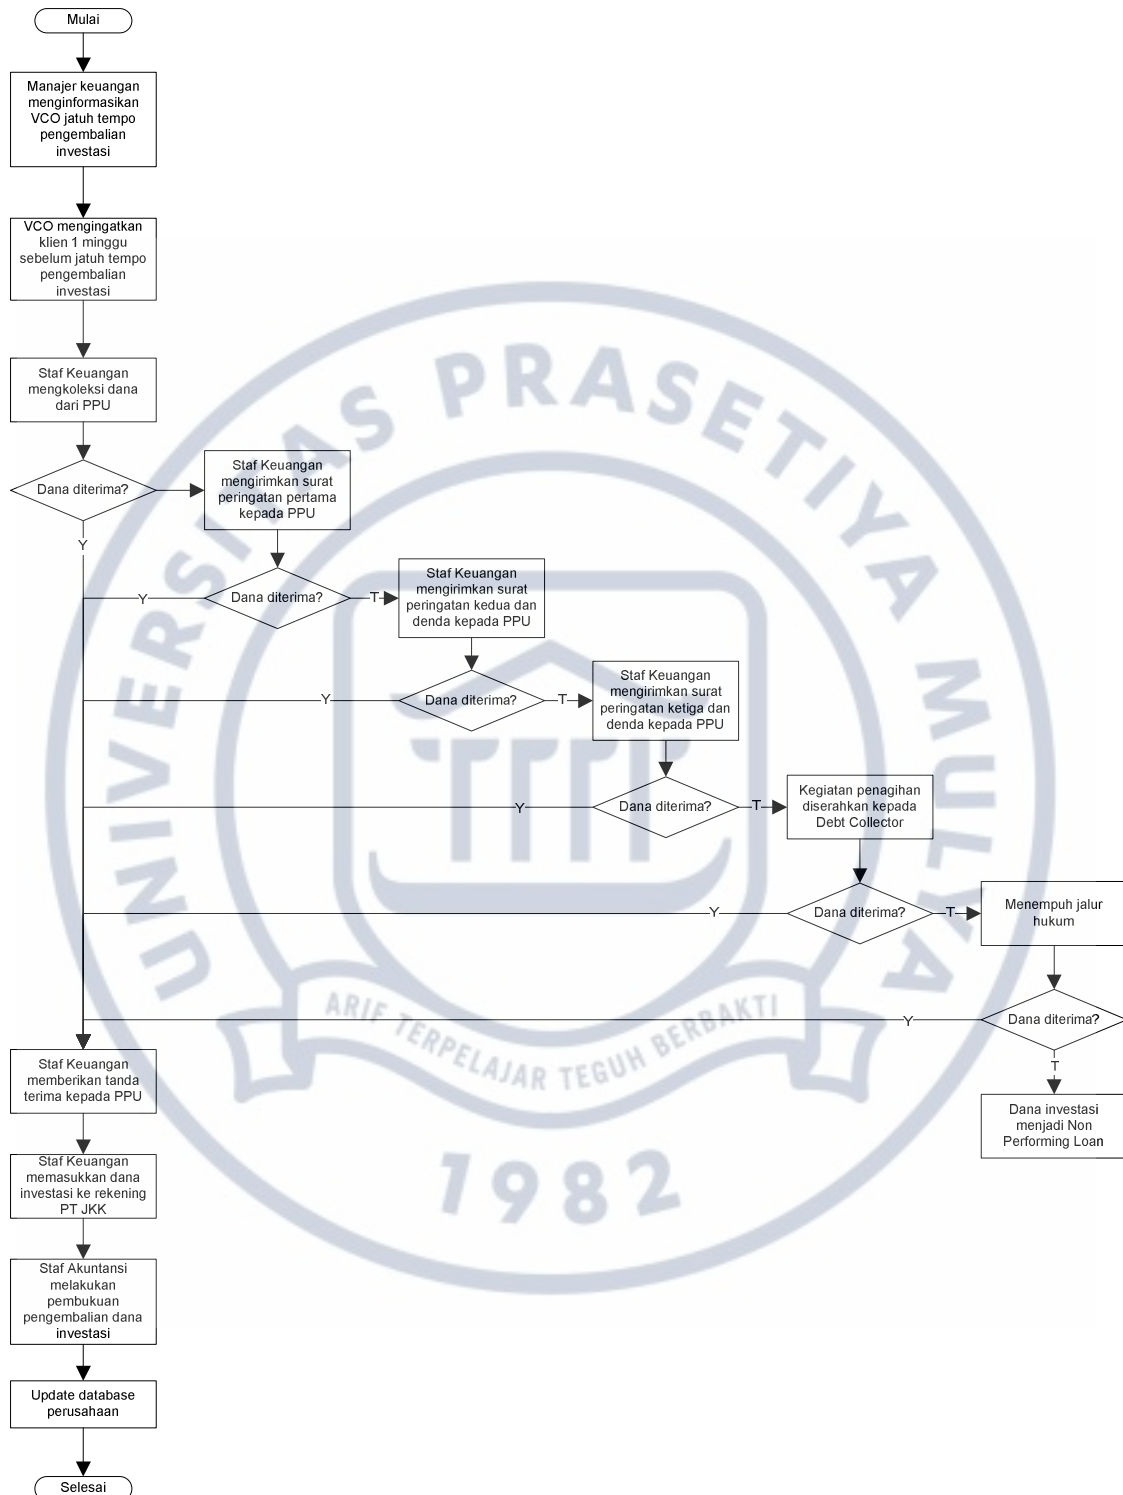 Mulai
Manajer keuangan
menginformasikan
VCO jatuh tempo
pengembalian
investasi
VCO mengingatkan
klien 1 minggu
sebelum jatuh tempo
pengembalian
investasi
Staf Keuangan
mengkoleksi dana
dari PPU
Dana diterima?
Y
Staf Keuangan
mengirimkan surat
peringatan pertama
kepada PPU
Dana diterima?
Y
T
Staf Keuangan
mengirimkan surat
peringatan kedua dan
denda kepada PPU
Dana diterima?
Y
T
Staf Keuangan
mengirimkan surat
peringatan ketiga dan
denda kepada PPU
Dana diterima?
Y
T
Kegiatan penagihan
diserahkan kepada
Debt Collector
Dana diterima?
Y
T
Menempuh jalur
hukum
Dana diterima?
Y
T
Dana investasi
menjadi Non
Performing Loan
Staf Keuangan
memberikan tanda
terima kepada PPU
Staf Keuangan
memasukkan dana
investasi ke rekening
PT JKK
Staf Akuntansi
melakukan
pembukuan
pengembalian dana
investasi
Update database
perusahaan
Selesai
UNIVERSITAS PRASETIYA MULYA
ARIF TERPELAJAR TEGUH BERBAKTI
1982